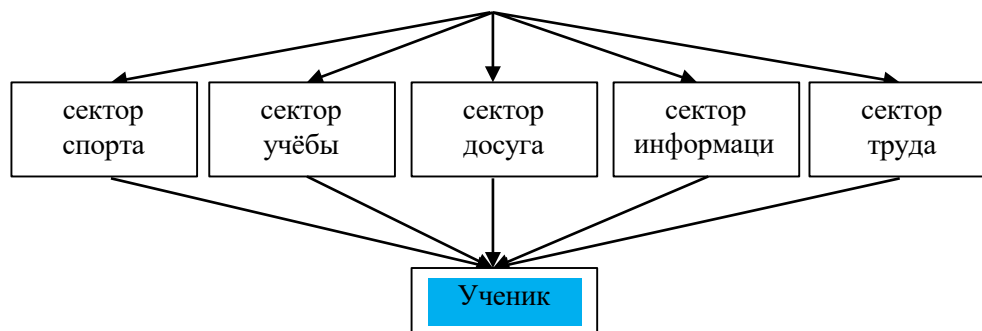 сектор
спорта
сектор
учёбы
сектор
досуга
сектор
информаци
сектор
труда
Ученик